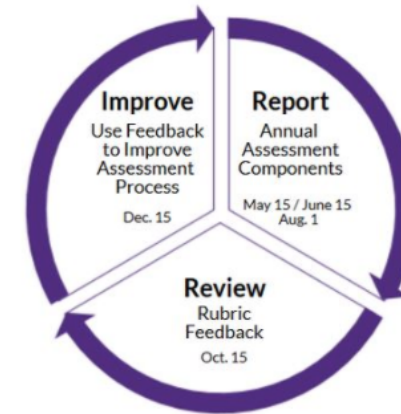 Improve
Use Feedback
to Improve
Assessment
Process
Dec. 15
Report
Annual
Assessment
Components
May 15 / June 15
Aug. 1
Review
Rubric
Feedback
Oct. 15